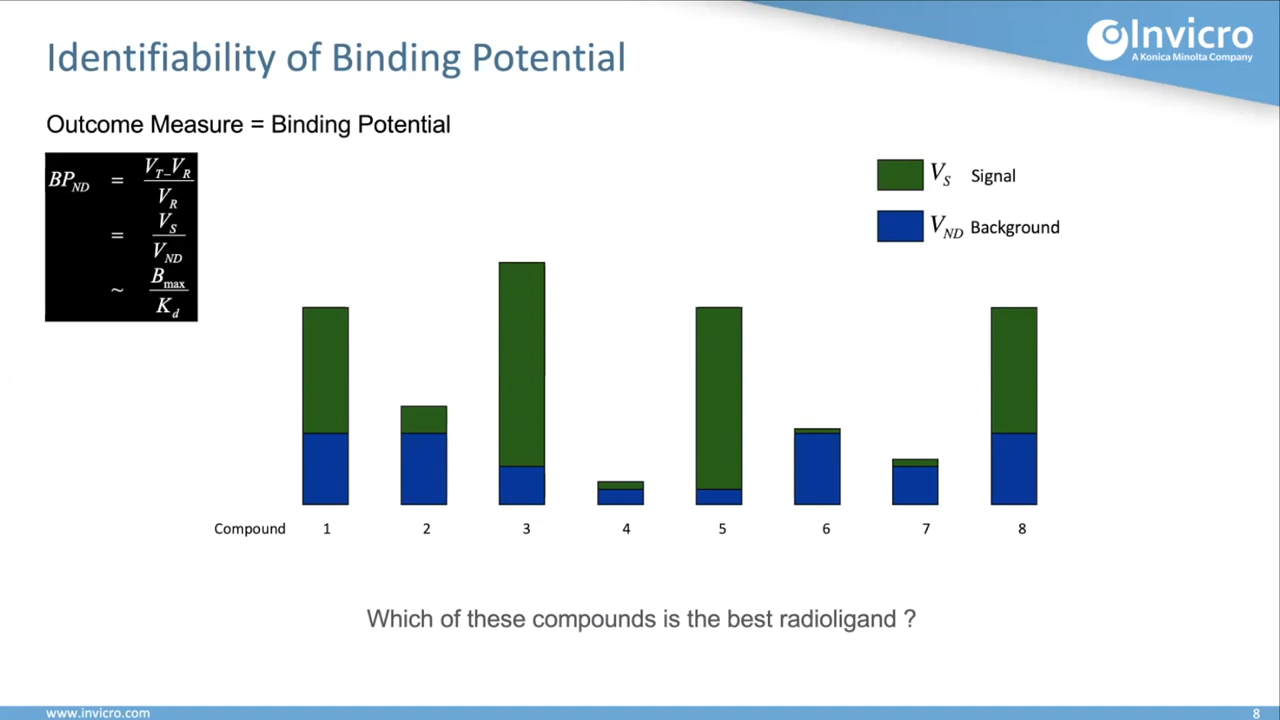 Identifiability of Binding Potential
Invicro
A Konica Minolta Company
Outcome Measure = Binding Potential
BP_ND = V_T_V_R / V_R
= V_S / V_ND
~ B_max / K_d
V_S Signal
V_ND Background
Compound 1 2 3 4 5 6 7 8
Which of these compounds is the best radioligand ?
www.invicro.com 8